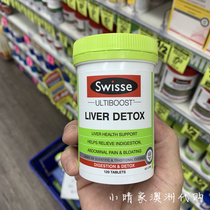 Swisse
ULTIBOOST
LIVER DETOX
LIVER HEALTH SUPPORT
HELPS RELIEVE INDIGESTION,
ABDOMINAL PAIN & BLOATING
DIGESTION & DETOX
120 TABLETS
小晴家澳洲代购